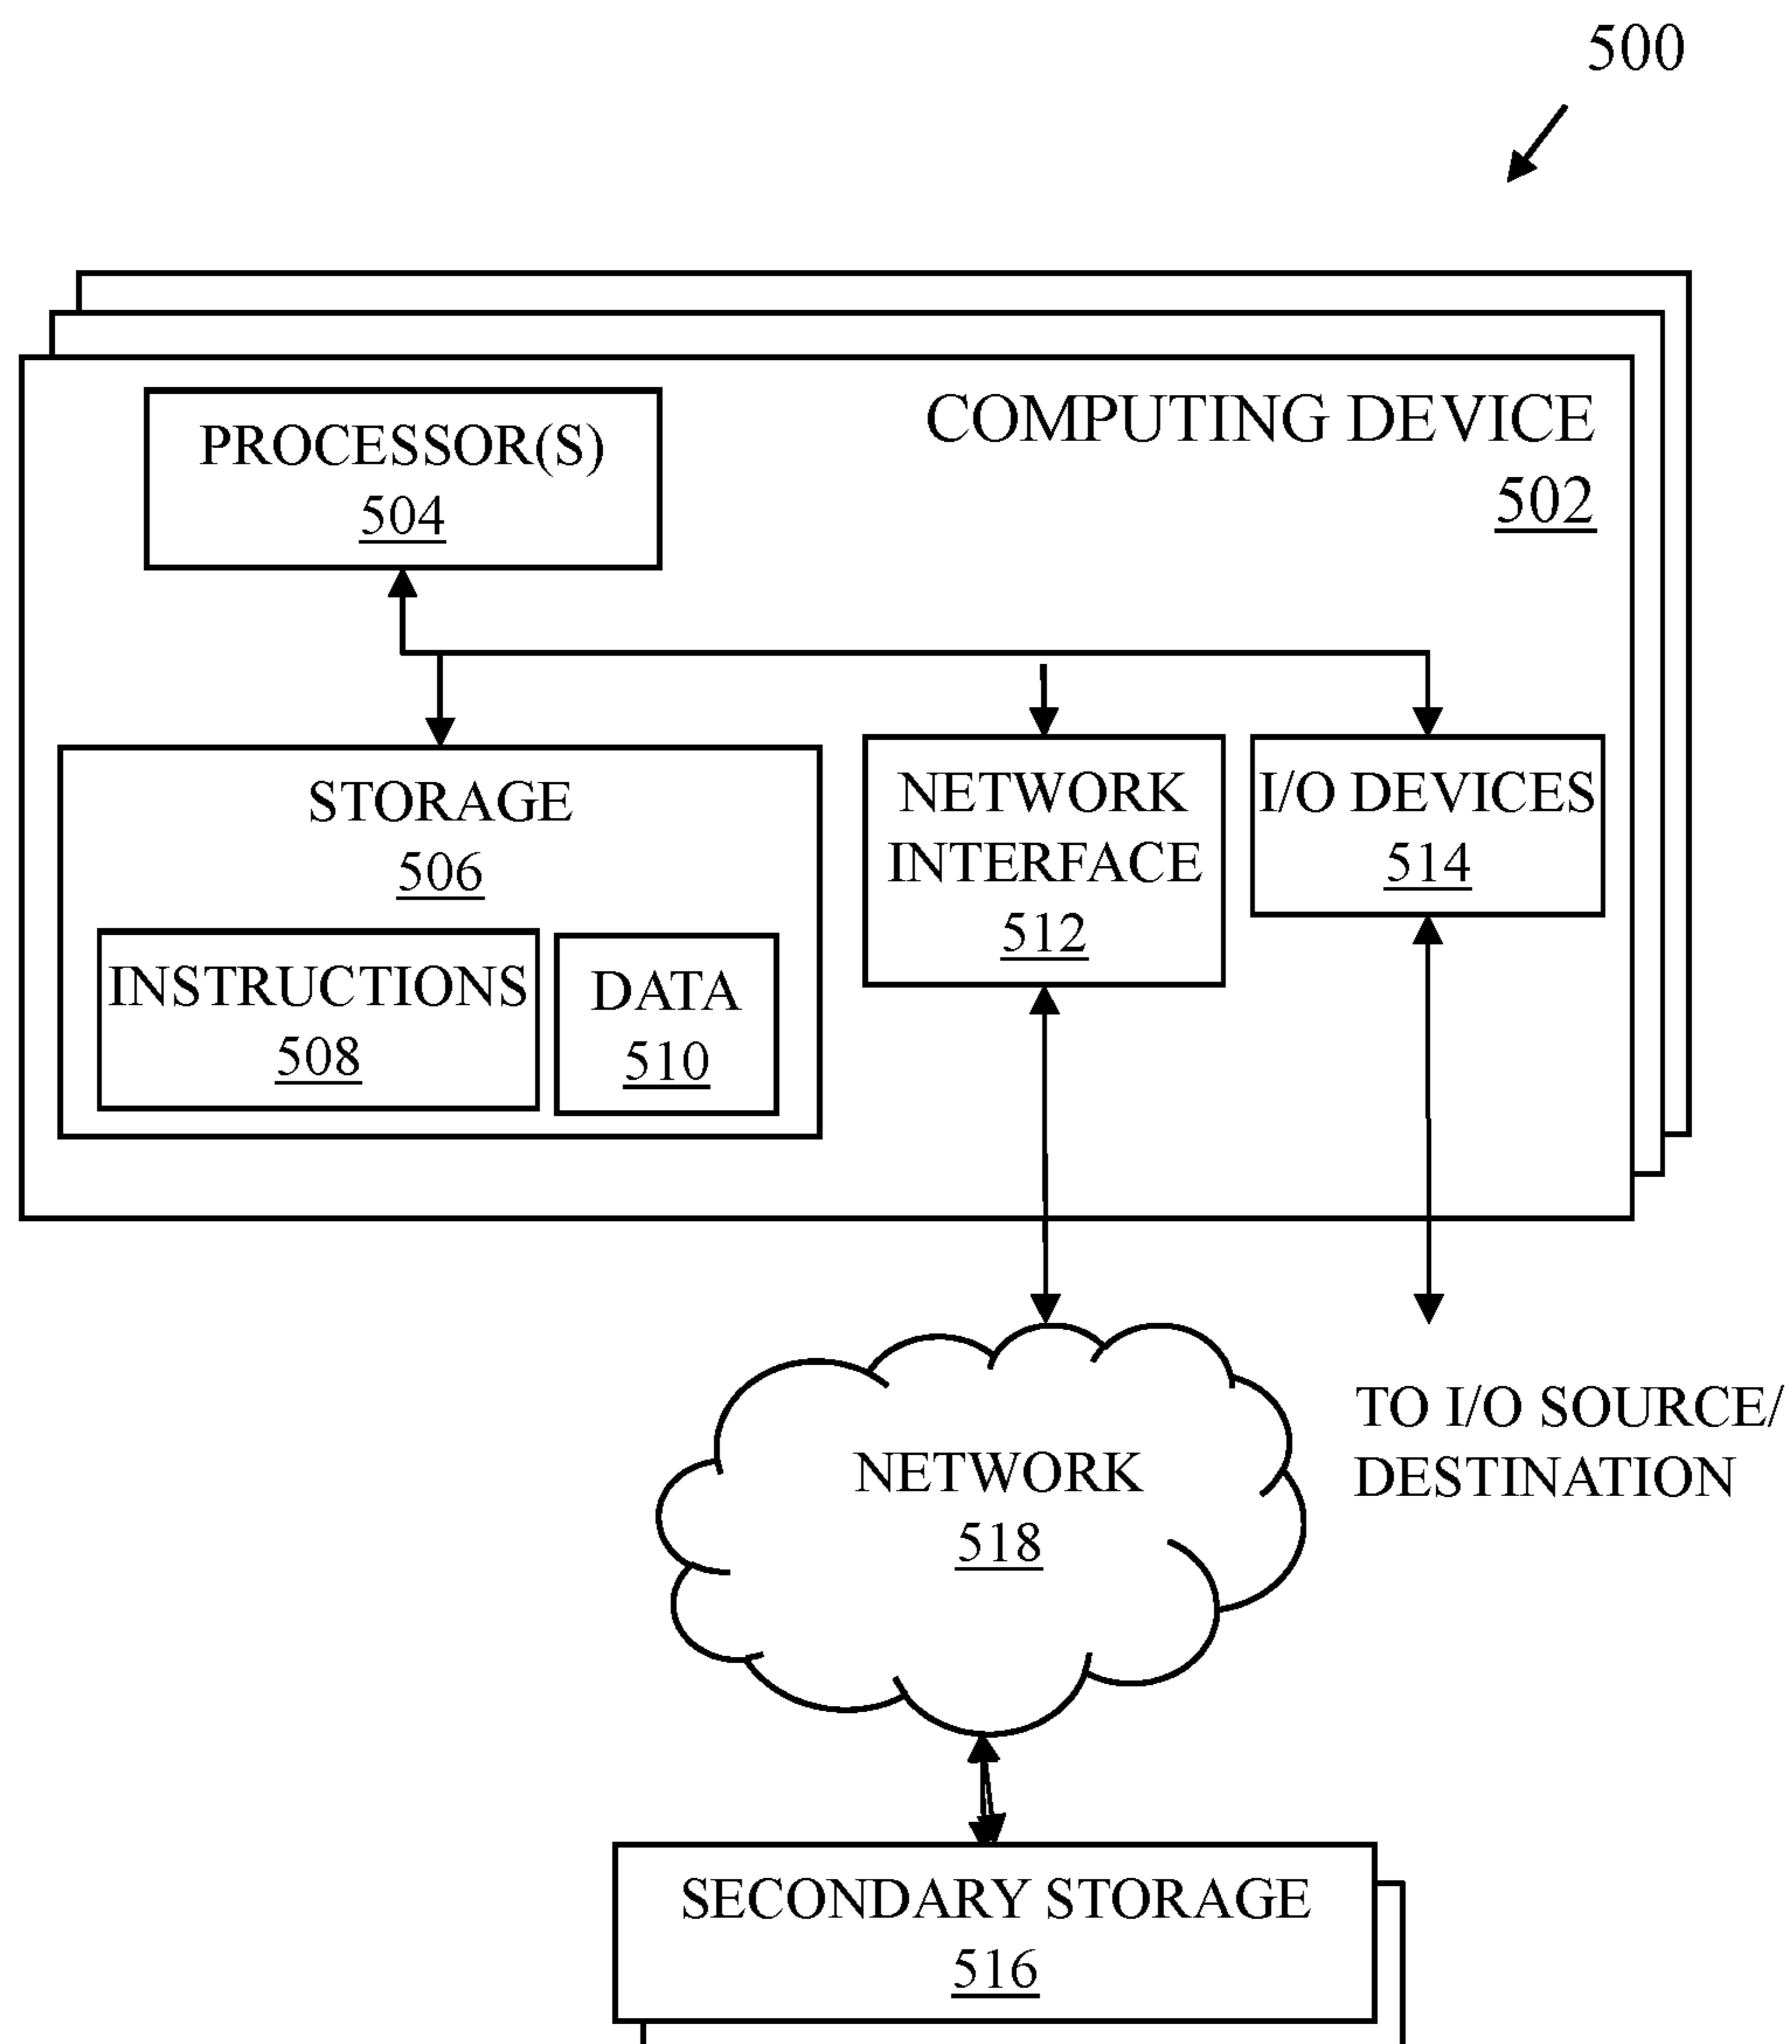 500
COMPUTING DEVICE
502
PROCESSOR(S)
504
STORAGE
506
INSTRUCTIONS
508
DATA
510
NETWORK
INTERFACE
512
I/O DEVICES
514
NETWORK
518
TO I/O SOURCE/
DESTINATION
SECONDARY STORAGE
516